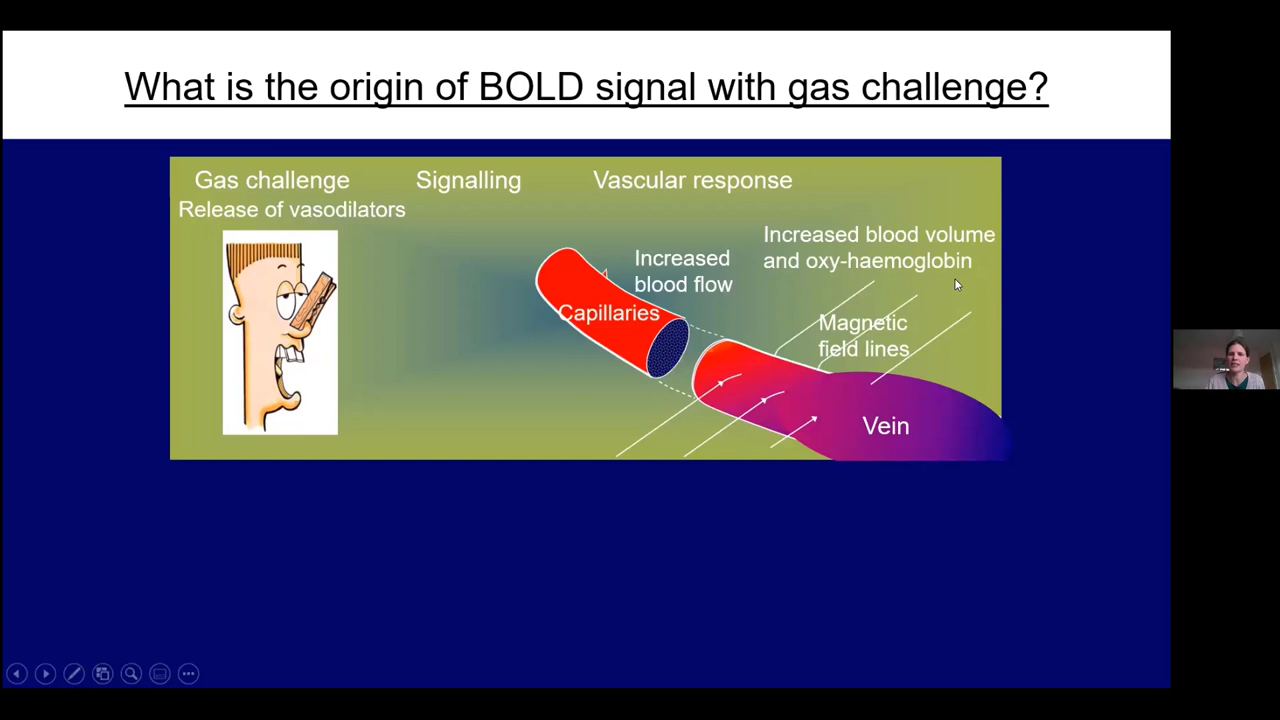 What is the origin of BOLD signal with gas challenge?
Gas challenge
Signalling
Vascular response
Release of vasodilators
Increased blood volume
and oxy-haemoglobin
Increased
blood flow
Capillaries
Magnetic
field lines
Vein